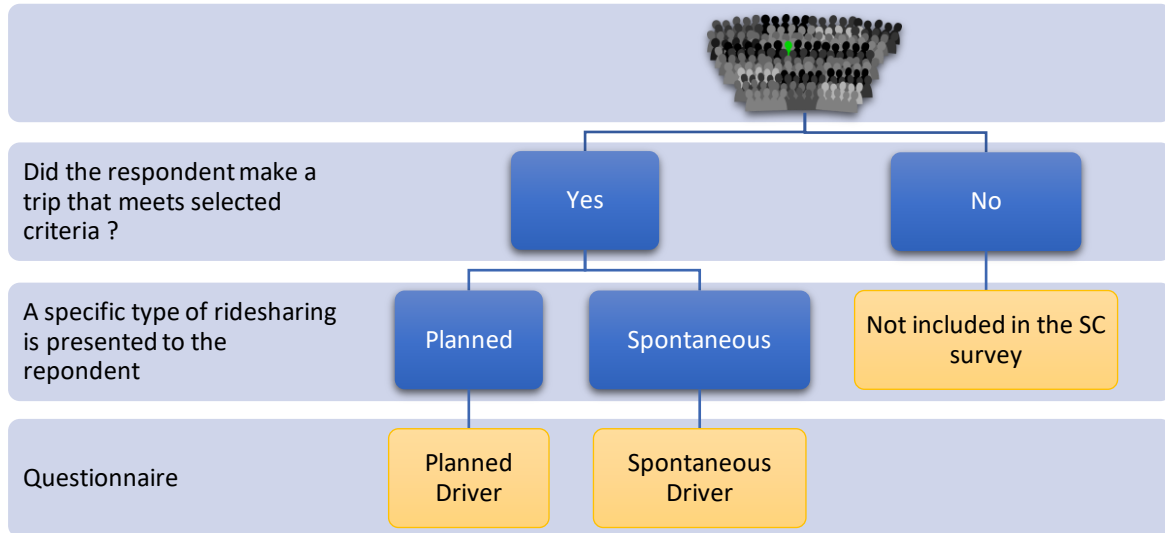 Did the respondent make a
trip that meets selected
criteria ?
Yes
No
A specific type of ridesharing
is presented to the
repondent
Planned
Spontaneous
Not included in the SC
survey
Questionnaire
Planned
Driver
Spontaneous
Driver